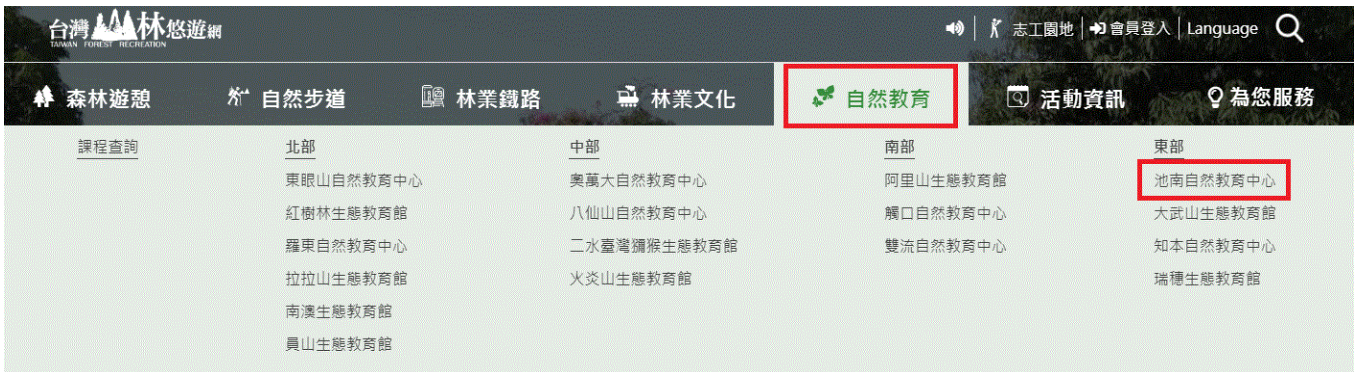 台灣山林悠遊網
TAIWAN FOREST RECREATION
志工園地 | 會員登入 | Language
森林遊憩 自然步道 林業鐵路 林業文化 自然教育 活動資訊 為您服務
課程查詢
北部
東眼山自然教育中心
紅樹林生態教育館
羅東自然教育中心
拉拉山生態教育館
南澳生態教育館
員山生態教育館
中部
奧萬大自然教育中心
八仙山自然教育中心
二水臺灣獼猴生態教育館
火炎山生態教育館
南部
阿里山生態教育館
觸口自然教育中心
雙流自然教育中心
東部
池南自然教育中心
大武山生態教育館
知本自然教育中心
瑞穗生態教育館